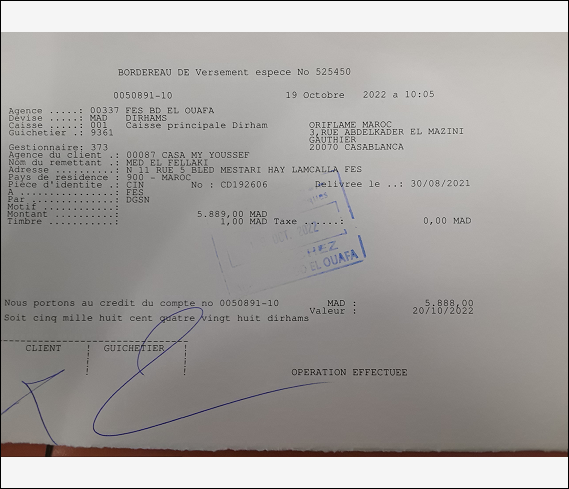 BORDEREAU DE Versement espece No 525450
0050891-10 19 Octobre 2022 a 10:05
Agence .....: 00337 FES BD EL OUAFA
Devise .....: MAD DIRHAMS
Caisse .....: 001 Caisse principale Dirham ORIFLAME MAROC
Guichetier .: 9361 3,RUE ABDELKADER EL MAZINI
GAUTHIER
Gestionnaire: 373 20070 CASABLANCA
Agence du client .: 00087 CASA MY YOUSSEF
Nom du remettant .: MED EL FELLAKI
Adresse ..........: N 11 RUE 5 BLED MESTARI HAY LAMCALLA FES
Pays de residence : 900 - MAROC
Pièce d'identite .: CIN No : CD192606 Delivree le ..: 30/08/2021
A ................: FES
Par ..............: DGSN
Motif ............:
Montant ..........: 5.889,00 MAD
Timbre ...........: 1,00 MAD Taxe ......: 0,00 MAD
OCT. 2022
EL OUAFA
Nous portons au credit du compte no 0050891-10 MAD : 5.888,00
Valeur : 20/10/2022
Soit cinq mille huit cent quatre vingt huit dirhams
CLIENT GUICHETIER
OPERATION EFFECTUEE